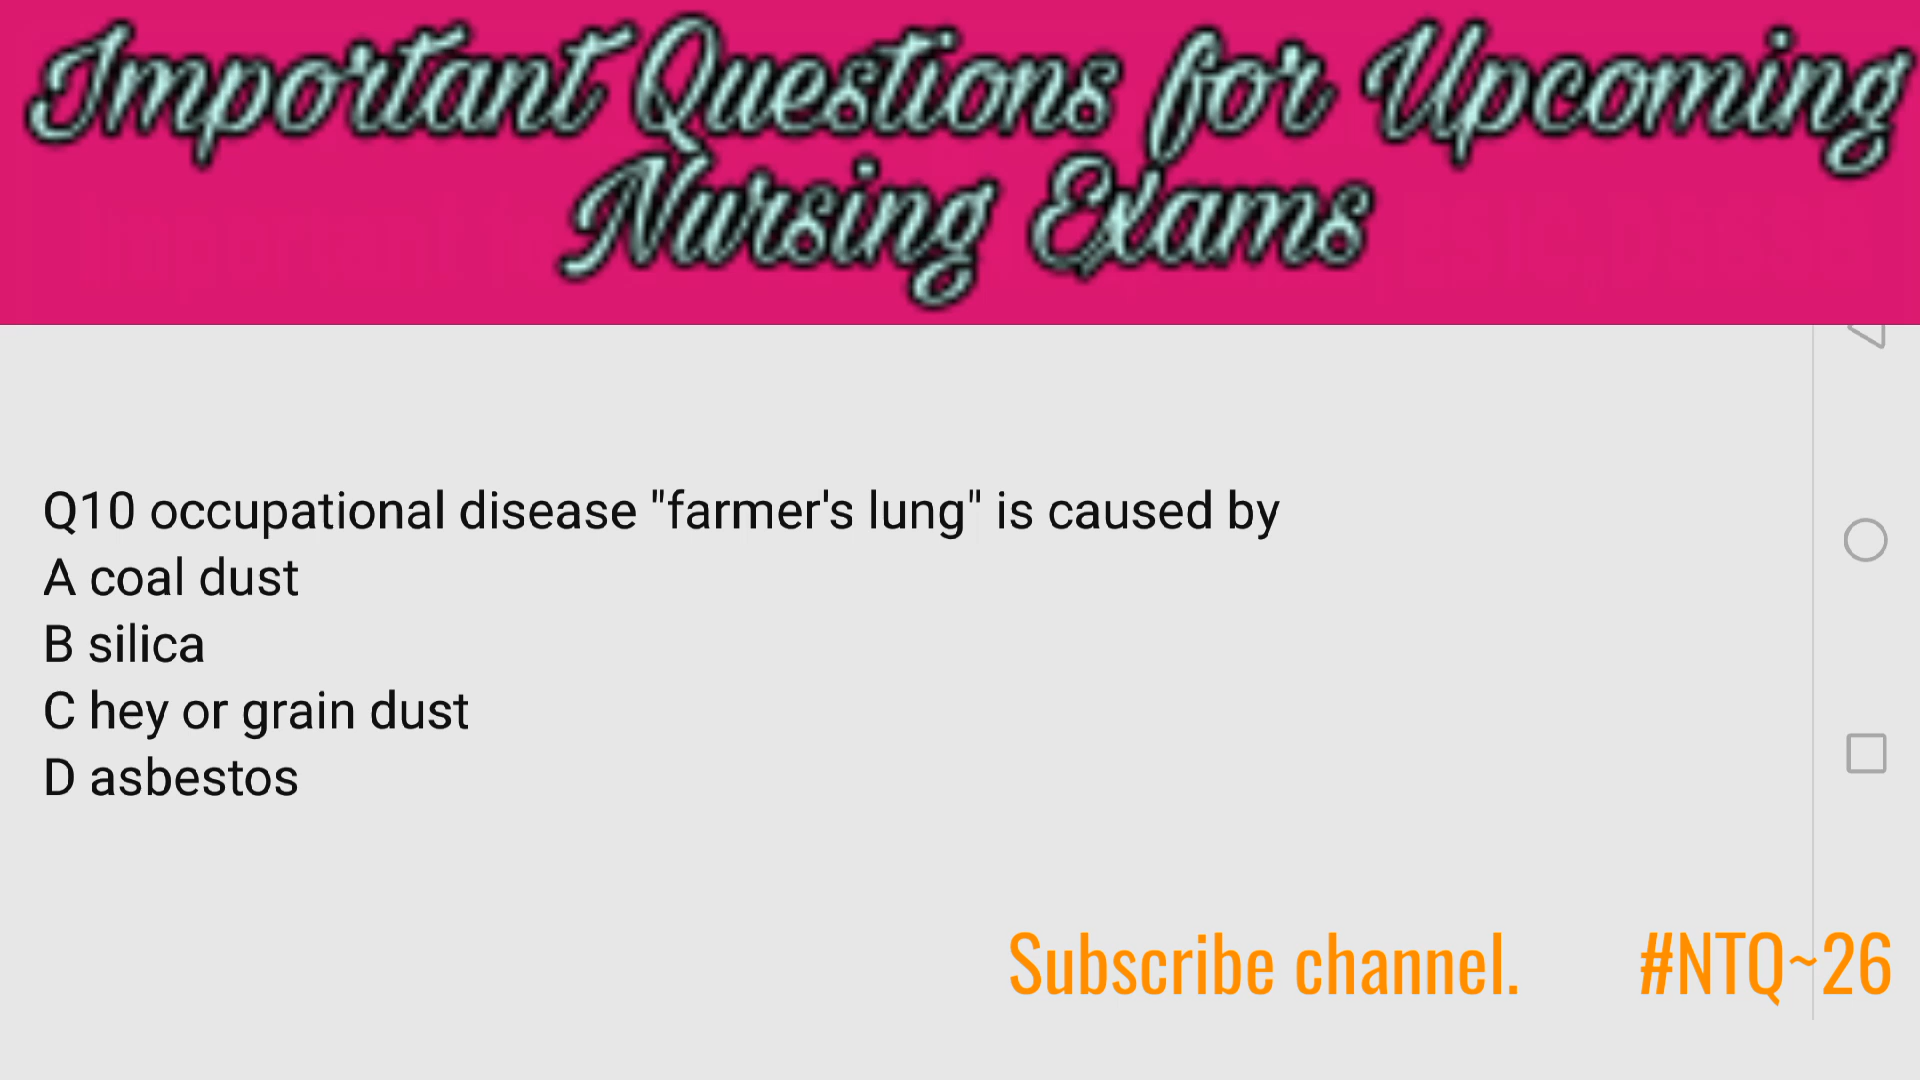 Important Questions for Upcoming
Nursing Exams
Q10 occupational disease "farmer's lung" is caused by
A coal dust
B silica
C hey or grain dust
D asbestos
Subscribe channel. #NTQ~26